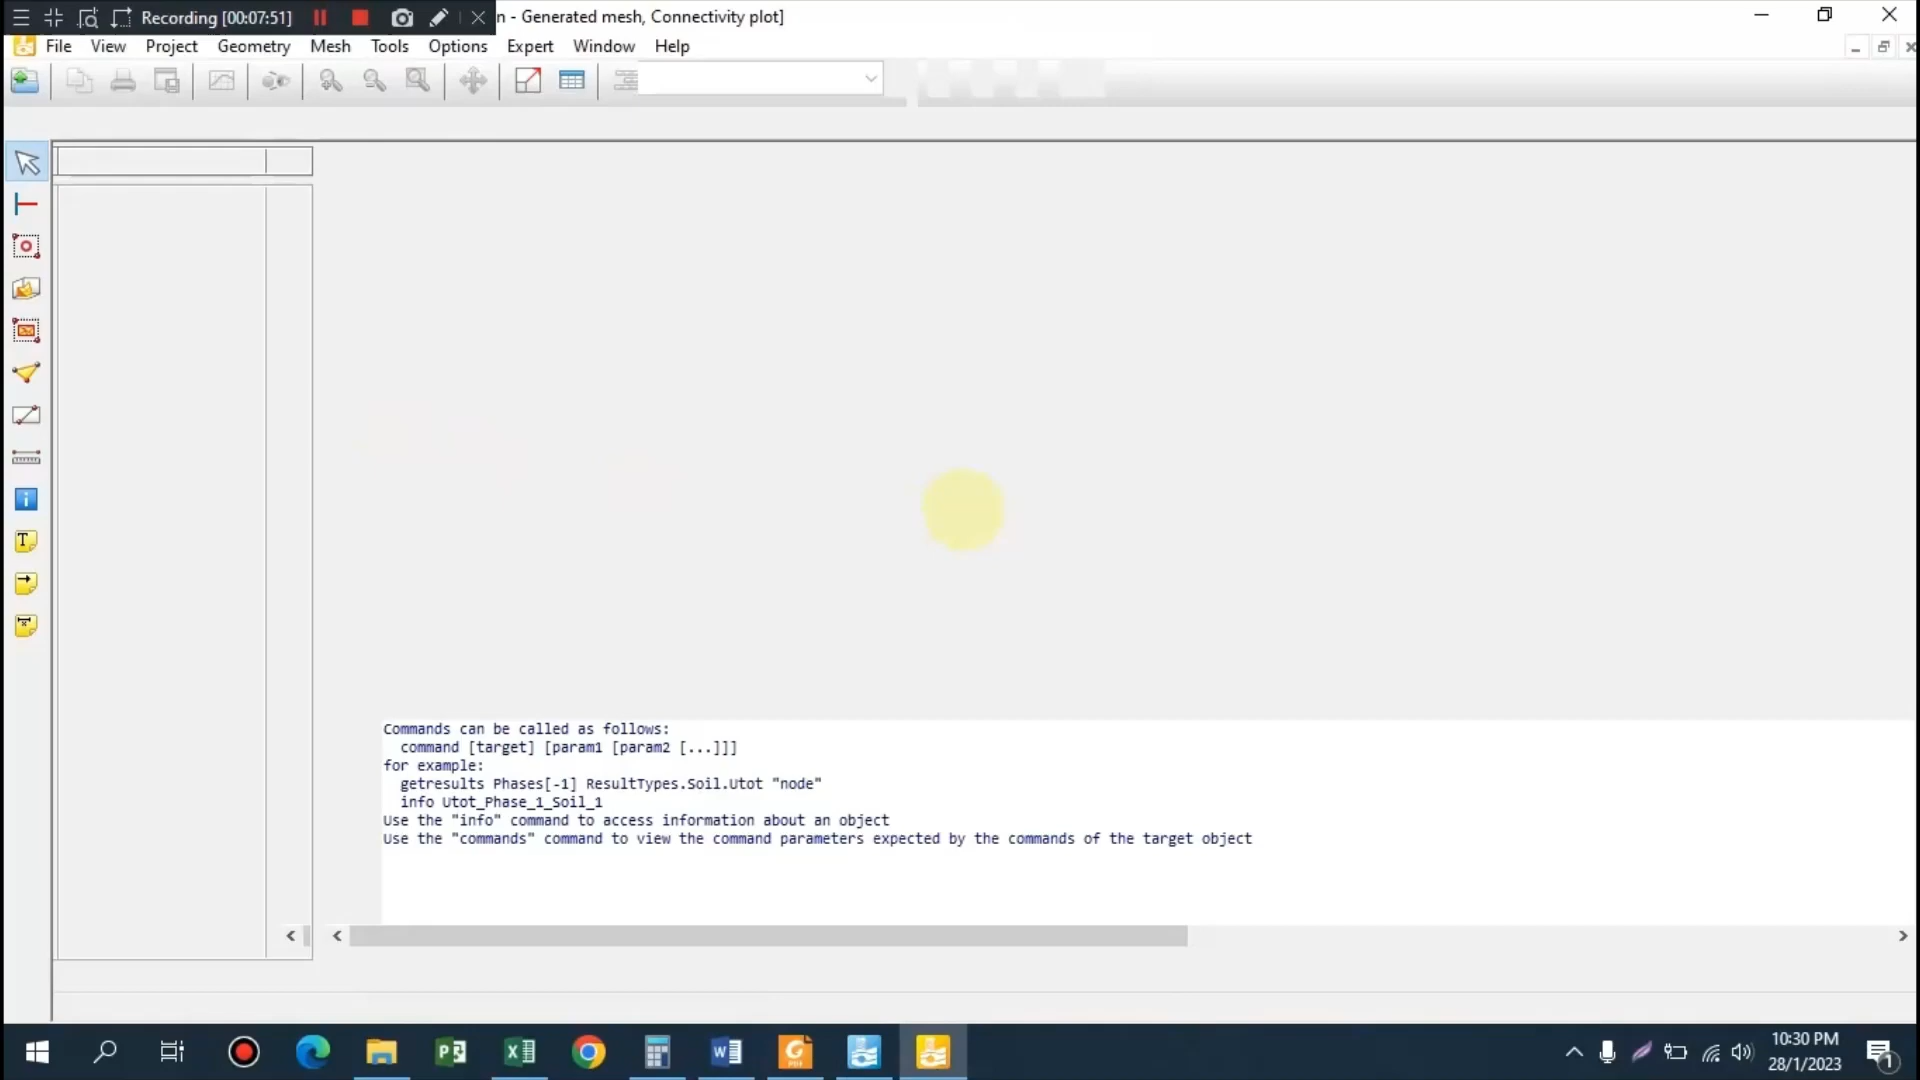 Recording [00:07:51]
n - Generated mesh, Connectivity plot]
File View Project Geometry Mesh Tools Options Expert Window Help
Commands can be called as follows:
command [target] [param1 [param2 [...]]]
for example:
getresults Phases[-1] ResultTypes.Soil.Utot "node"
info Utot_Phase_1_Soil_1
Use the "info" command to access information about an object
Use the "commands" command to view the command parameters expected by the commands of the target object
10:30 PM
28/1/2023
1